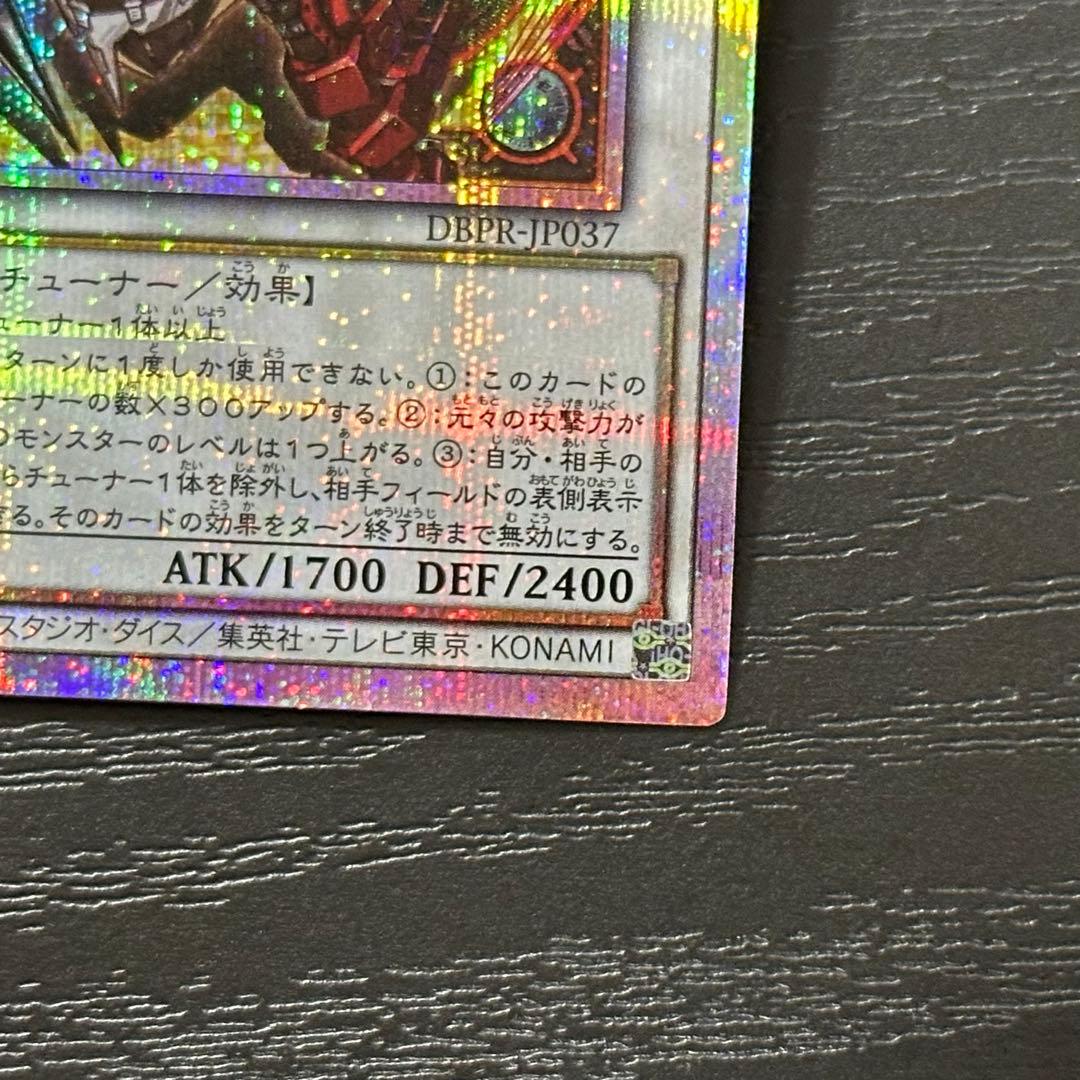 DBPR-JP037
チューナー／効果】
ューナー1体以上
ターンに1度しか使用できない。①：このカードの
ーナーの数×300アップする。②：元々の攻撃力が
のモンスターのレベルは1つ上がる。③：自分・相手の
らチューナー1体を除外し、相手フィールドの表側表示
る。そのカードの効果をターン終了時まで無効にする。
ATK/1700 DEF/2400
スタジオ・ダイス／集英社・テレビ東京・KONAMI